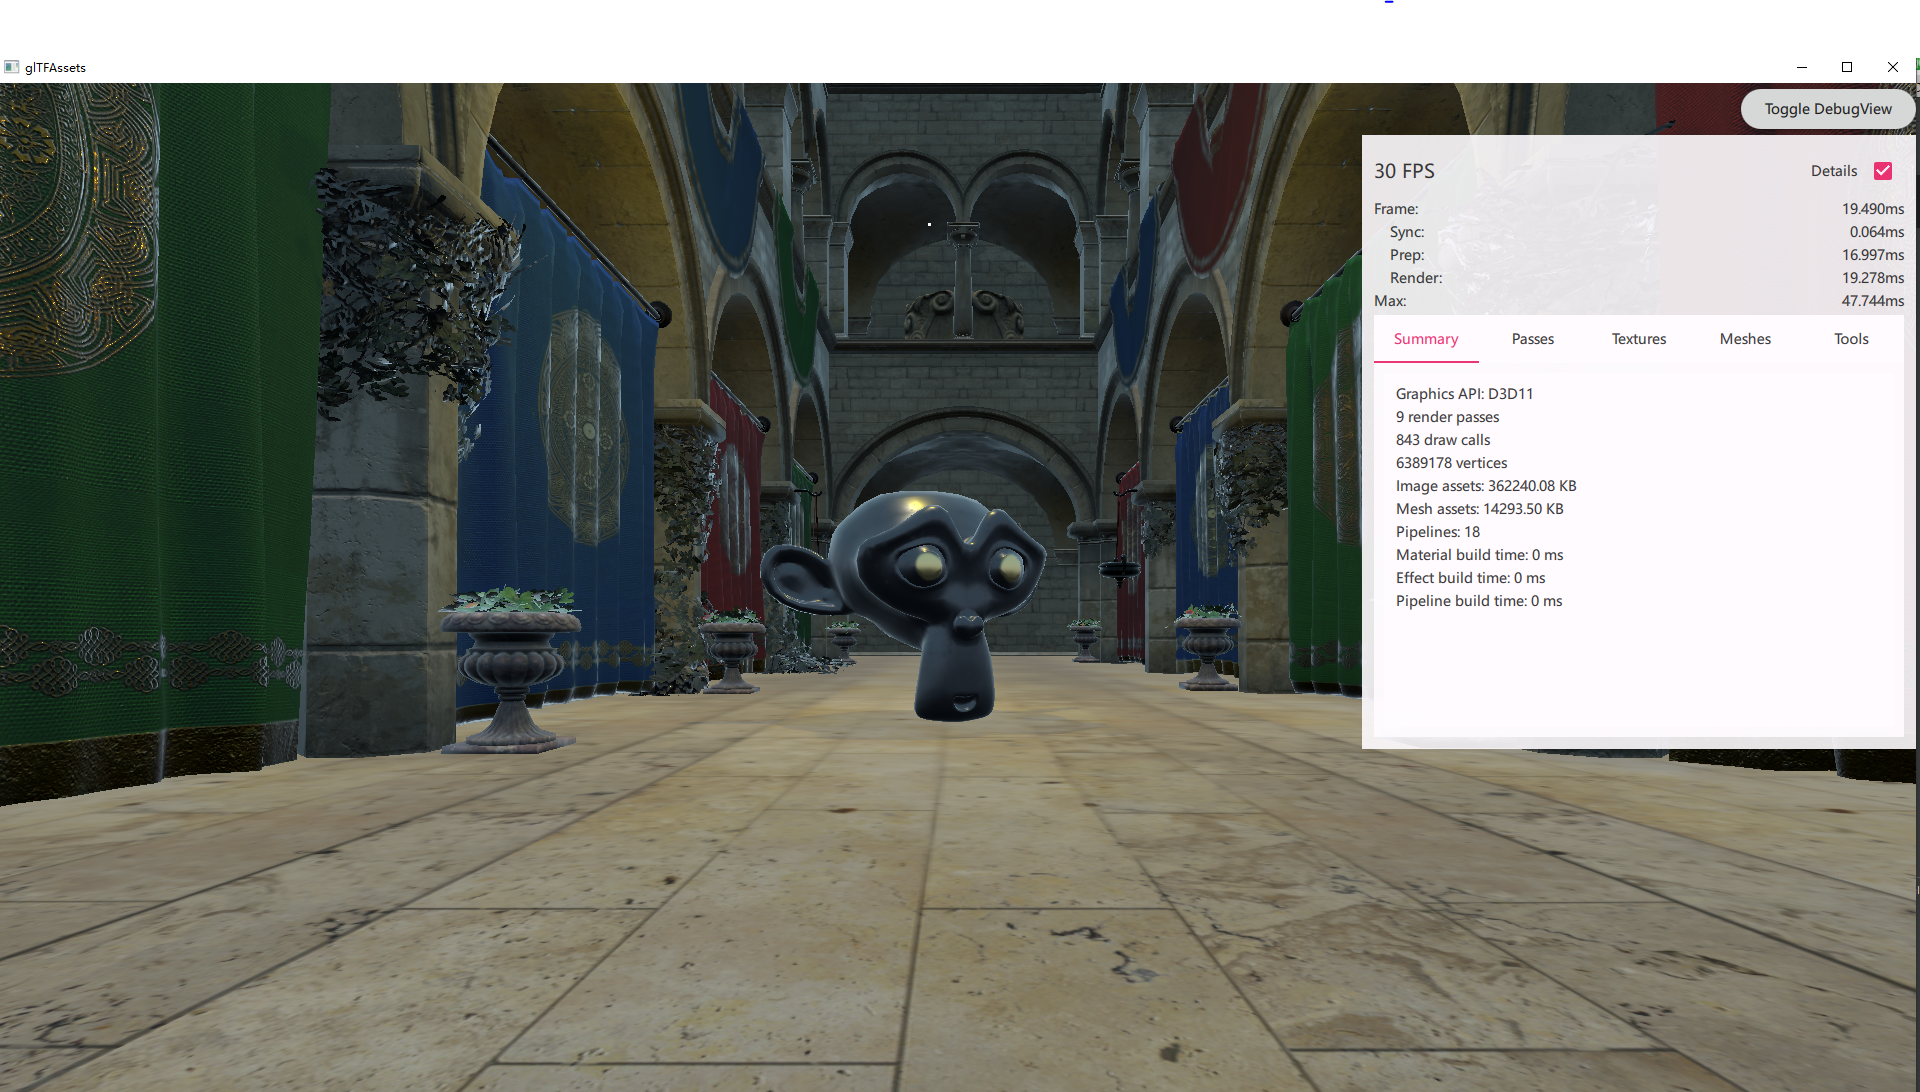 glTFAssets
Toggle DebugView
30 FPS Details
Frame: 19.490ms
Sync: 0.064ms
Prep: 16.997ms
Render: 19.278ms
Max: 47.744ms
Summary Passes Textures Meshes Tools
Graphics API: D3D11
9 render passes
843 draw calls
6389178 vertices
Image assets: 362240.08 KB
Mesh assets: 14293.50 KB
Pipelines: 18
Material build time: 0 ms
Effect build time: 0 ms
Pipeline build time: 0 ms